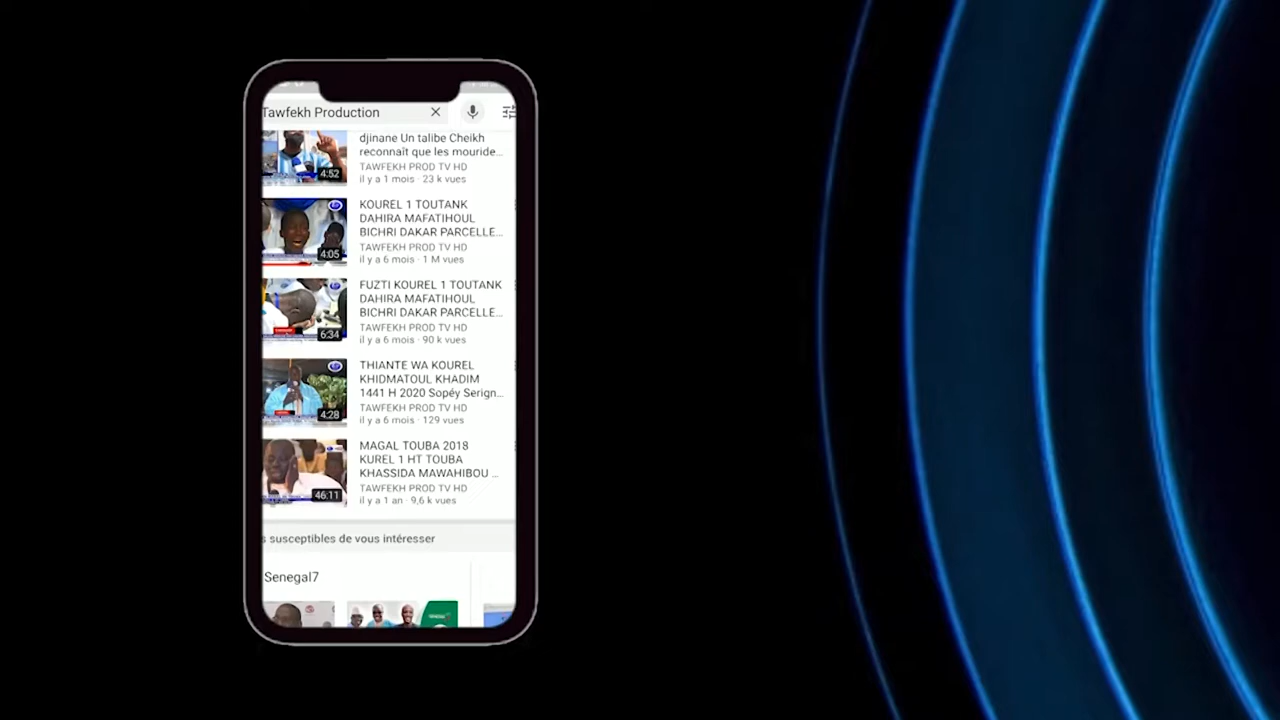 Tawfekh Production
djinane Un talibe Cheikh
reconnaît que les mouride...
TAWFEKH PROD TV HD
il y a 1 mois · 23 k vues
4:52
KOUREL 1 TOUTANK
DAHIRA MAFATIHOUL
BICHRI DAKAR PARCELLE...
TAWFEKH PROD TV HD
il y a 6 mois · 1 M vues
4:05
FUZTI KOUREL 1 TOUTANK
DAHIRA MAFATIHOUL
BICHRI DAKAR PARCELLE...
TAWFEKH PROD TV HD
il y a 6 mois · 90 k vues
6:34
THIANTE WA KOUREL
KHIDMATOUL KHADIM
1441 H 2020 Sopéy Serign...
TAWFEKH PROD TV HD
il y a 6 mois · 129 vues
4:28
MAGAL TOUBA 2018
KUREL 1 HT TOUBA
KHASSIDA MAWAHIBOU ...
TAWFEKH PROD TV HD
il y a 1 an · 9,6 k vues
46:11
s susceptibles de vous intéresser
Senegal7